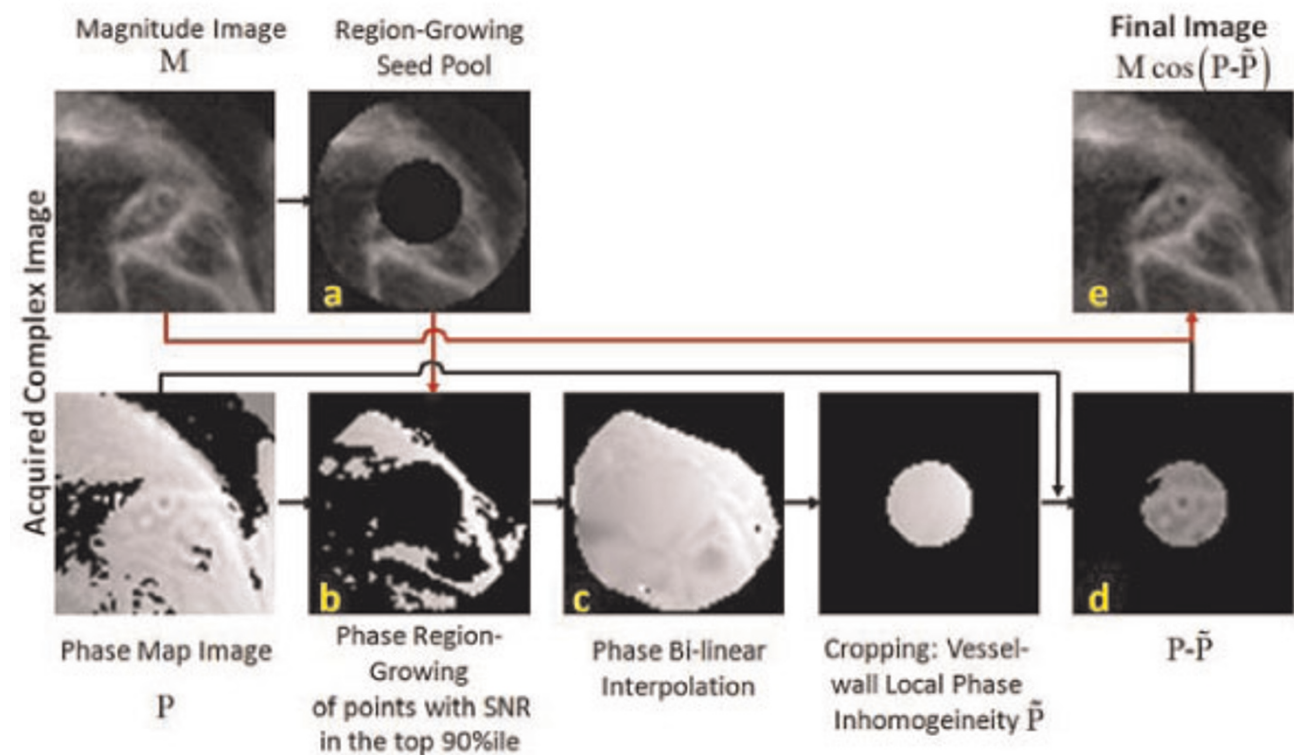 Magnitude Image
M
Region-Growing
Seed Pool
Final Image
M cos(P-P̃)
Acquired Complex Image
a
e
b
c
d
Phase Map Image
P
Phase Region-
Growing
of points with SNR
in the top 90%ile
Phase Bi-linear
Interpolation
Cropping: Vessel-
wall Local Phase
Inhomogeineity P̃
P-P̃